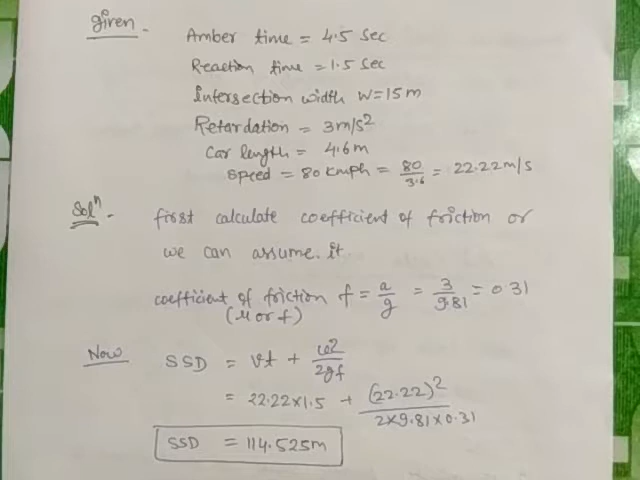 Given -
Amber time = 4.5 Sec
Reaction time = 1.5 Sec
Intersection width W = 15 m
Retardation = 3 m/s²
Car length = 4.6 m
Speed = 80 kmph = 80/3.6 = 22.22 m/s
Solⁿ - first calculate coefficient of friction or
we can assume it
coefficient of friction f = a/g = 3/9.81 = 0.31
(μ or f)
Now SSD = vt + v²/2gf
= 22.22 × 1.5 + (22.22)²/2×9.81×0.31
SSD = 114.525m